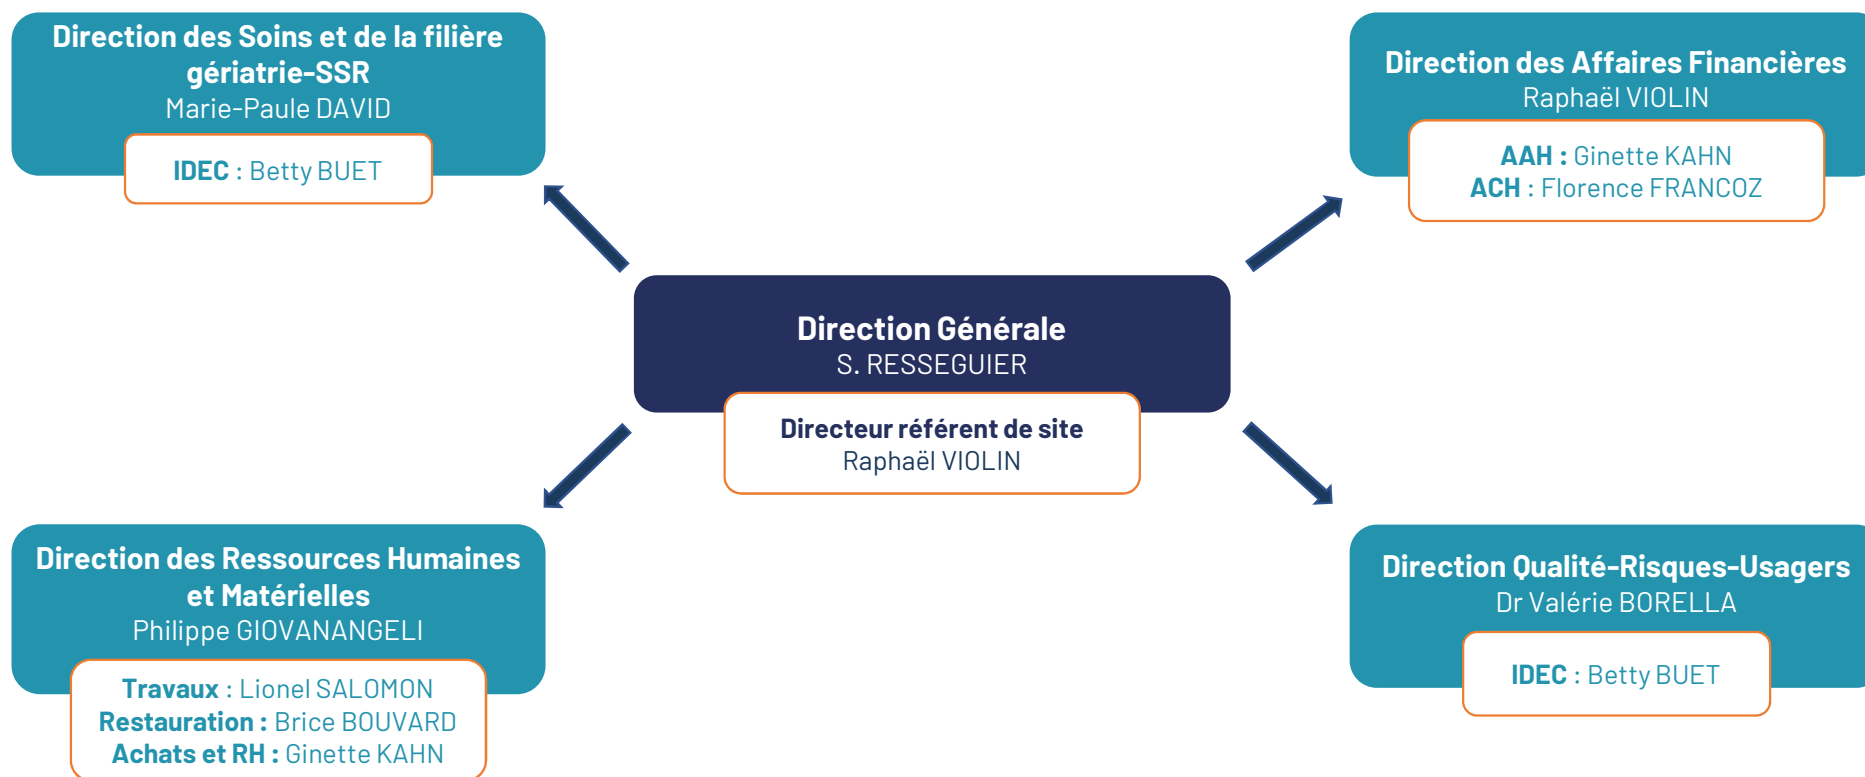 Direction des Soins et de la filière
gériatrie-SSR
Marie-Paule DAVID
IDEC : Betty BUET
Direction des Affaires Financières
Raphaël VIOLIN
AAH : Ginette KAHN
ACH : Florence FRANCOZ
Direction Générale
S. RESSEGUIER
Directeur référent de site
Raphaël VIOLIN
Direction des Ressources Humaines
et Matérielles
Philippe GIOVANANGELI
Travaux : Lionel SALOMON
Restauration : Brice BOUVARD
Achats et RH : Ginette KAHN
Direction Qualité-Risques-Usagers
Dr Valérie BORELLA
IDEC : Betty BUET